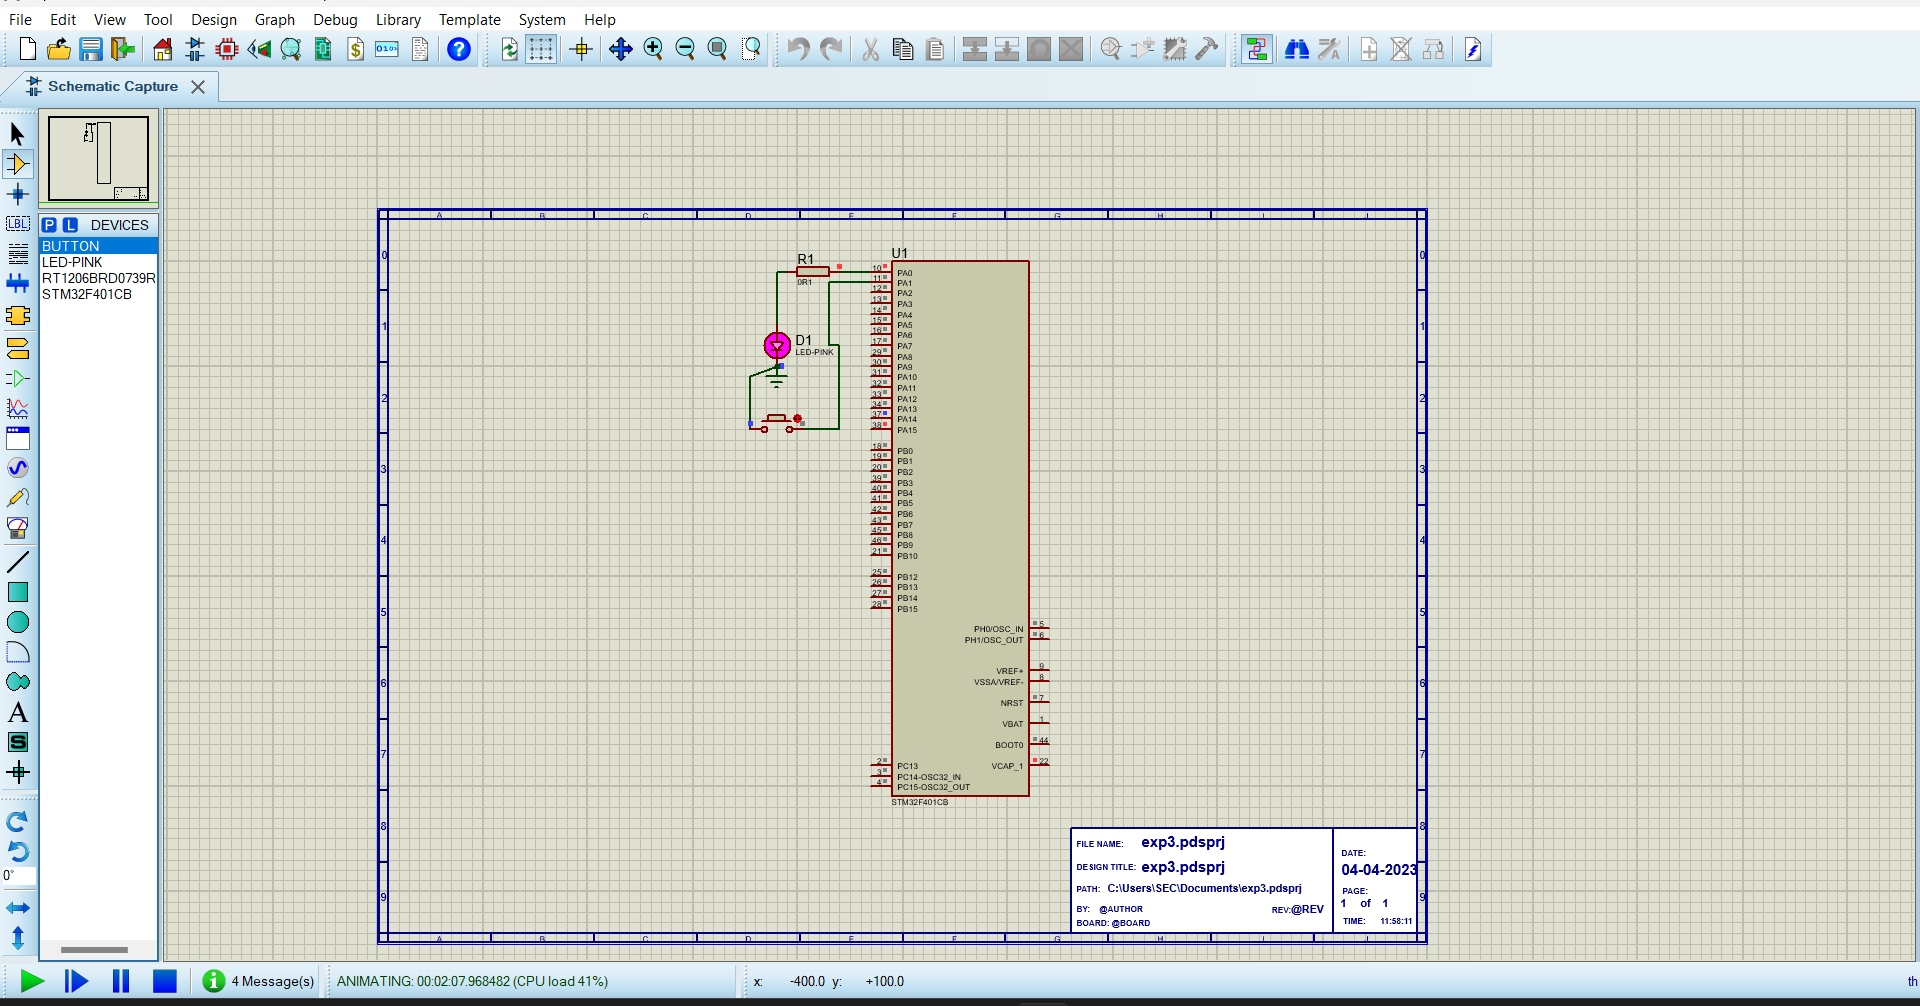 File Edit View Tool Design Graph Debug Library Template System Help
Schematic Capture
P L DEVICES
BUTTON
LED-PINK
RT1206BRD0739R
STM32F401CB
LBL
A
S
0°
A B C D E F G H I J
0 1 2 3 4 5 6 7 8 9
R1
0R1
D1
LED-PINK
U1
10 PA0
11 PA1
12 PA2
13 PA3
14 PA4
15 PA5
16 PA6
17 PA7
29 PA8
30 PA9
31 PA10
32 PA11
33 PA12
34 PA13
37 PA14
38 PA15
18 PB0
19 PB1
20 PB2
39 PB3
40 PB4
41 PB5
42 PB6
43 PB7
45 PB8
46 PB9
21 PB10
25 PB12
26 PB13
27 PB14
28 PB15
PH0/OSC_IN 5
PH1/OSC_OUT 6
VREF+ 9
VSSA/VREF- 8
NRST 7
VBAT 1
BOOT0 44
2 PC13 VCAP_1 22
3 PC14-OSC32_IN
4 PC15-OSC32_OUT
STM32F401CB
FILE NAME: exp3.pdsprj
DESIGN TITLE: exp3.pdsprj
PATH: C:\Users\SEC\Documents\exp3.pdsprj
BY: @AUTHOR REV:@REV
BOARD: @BOARD
DATE:
04-04-2023
PAGE:
1 of 1
TIME: 11:58:11
A B C D E F G H I J
4 Message(s) ANIMATING: 00:02:07.968482 (CPU load 41%) x: -400.0 y: +100.0 th